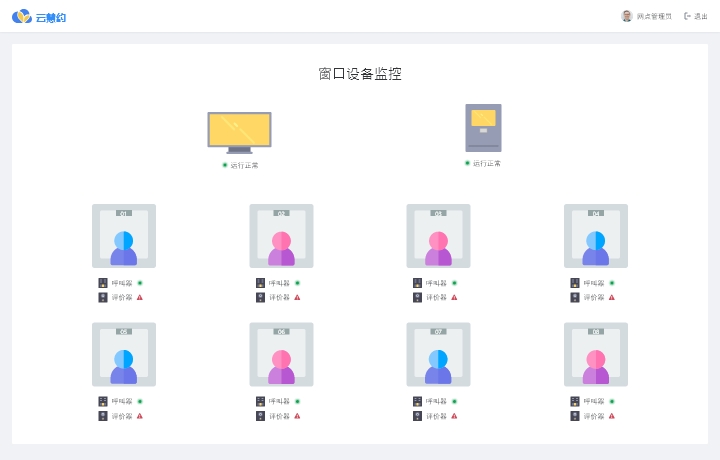 云慧约
网点管理员 退出
窗口设备监控
运行正常 运行正常
01 02 03 04
呼叫器 呼叫器 呼叫器 呼叫器
评价器 评价器 评价器 评价器
05 06 07 08
呼叫器 呼叫器 呼叫器 呼叫器
评价器 评价器 评价器 评价器